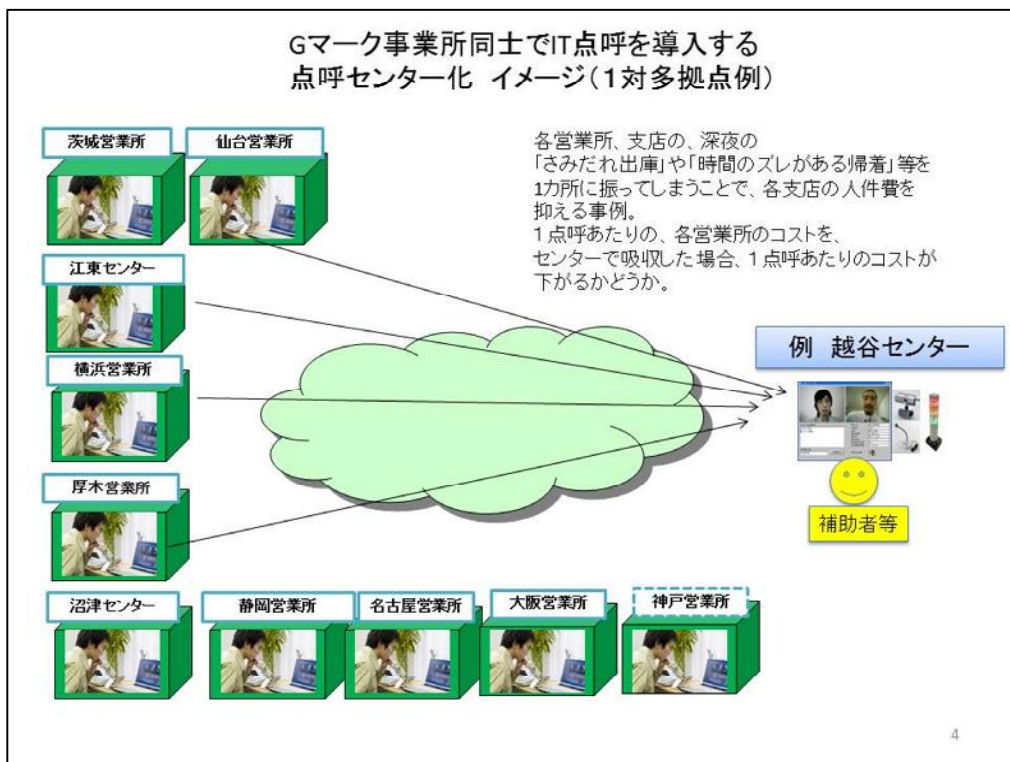 Gマーク事業所同士でIT点呼を導入する
点呼センター化 イメージ(1対多拠点例)
茨城営業所
仙台営業所
各営業所、支店の、深夜の
「さみだれ出庫」や「時間のズレがある帰着」等を
1カ所に振ってしまうことで、各支店の人件費を
抑える事例。
1点呼あたりの、各営業所のコストを、
センターで吸収した場合、1点呼あたりのコストが
下がるかどうか。
江東センター
例 越谷センター
横浜営業所
厚木営業所
補助者等
沼津センター
静岡営業所
名古屋営業所
大阪営業所
神戸営業所
4